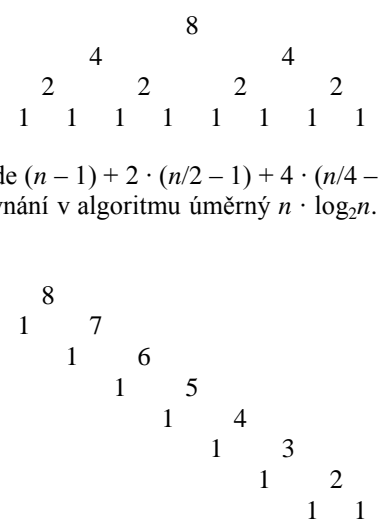 8
4 4
2 2 2 2
1 1 1 1 1 1 1 1
de (n – 1) + 2 · (n/2 – 1) + 4 · (n/4 –
vnání v algoritmu úměrný n · log₂n.
8
1 7
1 6
1 5
1 4
1 3
1 2
1 1